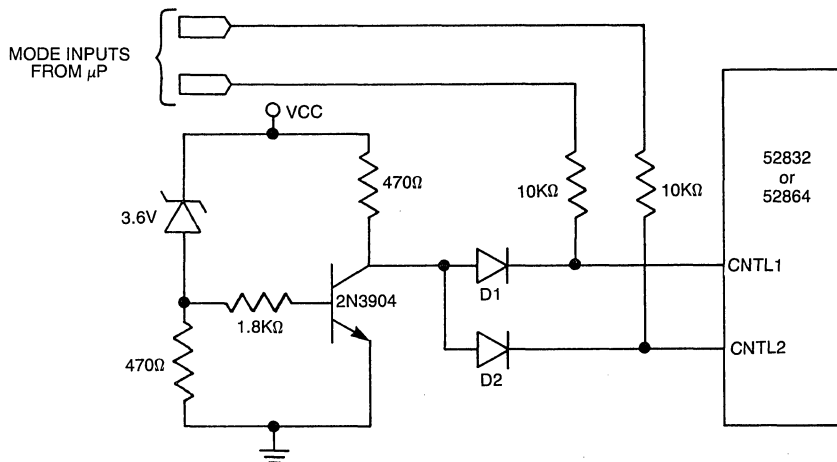 MODE INPUTS
FROM μP
VCC
52832
or
52864
470Ω
10KΩ
10KΩ
3.6V
CNTL1
D1
2N3904
1.8KΩ
CNTL2
470Ω
D2